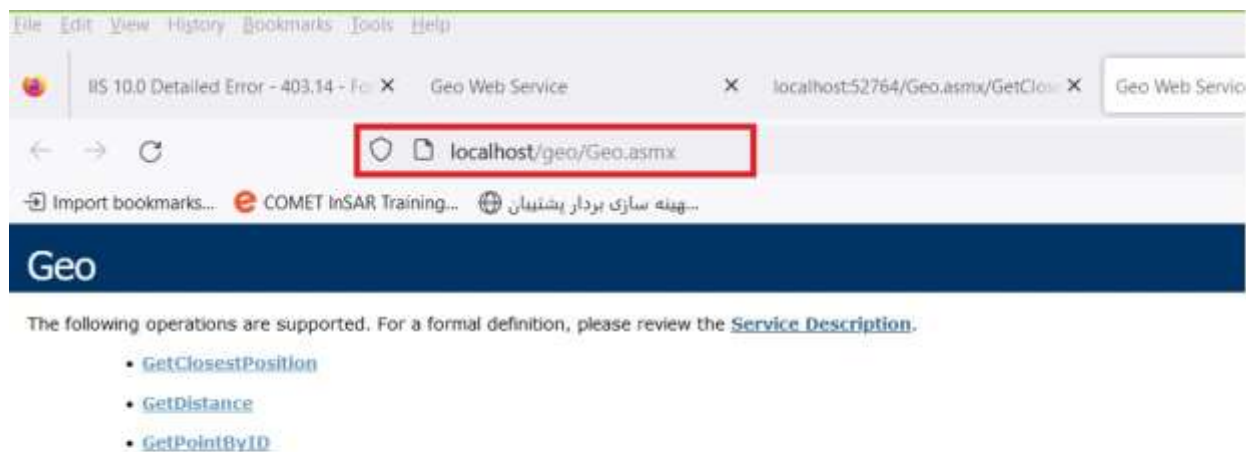 File Edit View History Bookmarks Tools Help
IIS 10.0 Detailed Error - 403.14 - Fo Geo Web Service localhost:52764/Geo.asmx/GetClos Geo Web Servic
localhost/geo/Geo.asmx
Import bookmarks... COMET InSAR Training... بهینه سازی بردار پشتیبان...
Geo
The following operations are supported. For a formal definition, please review the Service Description.
• GetClosestPosition
• GetDistance
• GetPointByID